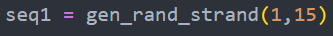 seq1 = gen_rand_strand(1,15)